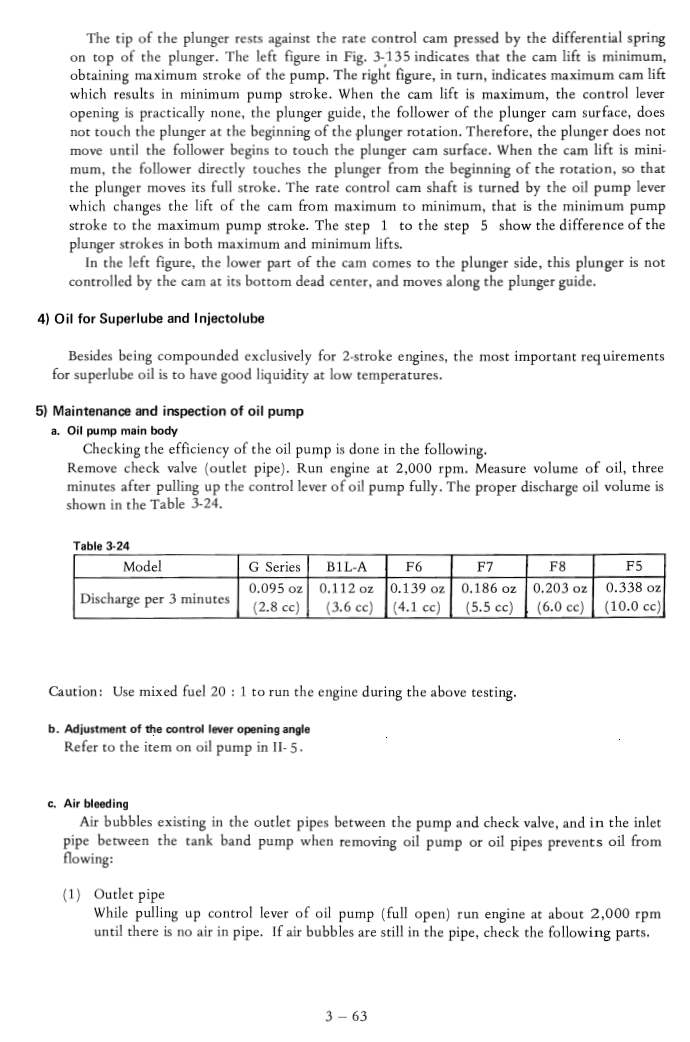 The tip of the plunger rests against the rate control cam pressed by the differential spring
on top of the plunger. The left figure in Fig. 3-135 indicates that the cam lift is minimum,
obtaining maximum stroke of the pump. The right figure, in turn, indicates maximum cam lift
which results in minimum pump stroke. When the cam lift is maximum, the control lever
opening is practically none, the plunger guide, the follower of the plunger cam surface, does
not touch the plunger at the beginning of the plunger rotation. Therefore, the plunger does not
move until the follower begins to touch the plunger cam surface. When the cam lift is mini-
mum, the follower directly touches the plunger from the beginning of the rotation, so that
the plunger moves its full stroke. The rate control cam shaft is turned by the oil pump lever
which changes the lift of the cam from maximum to minimum, that is the minimum pump
stroke to the maximum pump stroke. The step 1 to the step 5 show the difference of the
plunger strokes in both maximum and minimum lifts.
In the left figure, the lower part of the cam comes to the plunger side, this plunger is not
controlled by the cam at its bottom dead center, and moves along the plunger guide.
4) Oil for Superlube and Injectolube
Besides being compounded exclusively for 2-stroke engines, the most important requirements
for superlube oil is to have good liquidity at low temperatures.
5) Maintenance and inspection of oil pump
a. Oil pump main body
Checking the efficiency of the oil pump is done in the following.
Remove check valve (outlet pipe). Run engine at 2,000 rpm. Measure volume of oil, three
minutes after pulling up the control lever of oil pump fully. The proper discharge oil volume is
shown in the Table 3-24.
Table 3-24
Model G Series B1L-A F6 F7 F8 F5
Discharge per 3 minutes 0.095 oz 0.112 oz 0.139 oz 0.186 oz 0.203 oz 0.338 oz
(2.8 cc) (3.6 cc) (4.1 cc) (5.5 cc) (6.0 cc) (10.0 cc)
Caution: Use mixed fuel 20 : 1 to run the engine during the above testing.
b. Adjustment of the control lever opening angle
Refer to the item on oil pump in II- 5.
c. Air bleeding
Air bubbles existing in the outlet pipes between the pump and check valve, and in the inlet
pipe between the tank band pump when removing oil pump or oil pipes prevents oil from
flowing:
(1) Outlet pipe
While pulling up control lever of oil pump (full open) run engine at about 2,000 rpm
until there is no air in pipe. If air bubbles are still in the pipe, check the following parts.
3 – 63